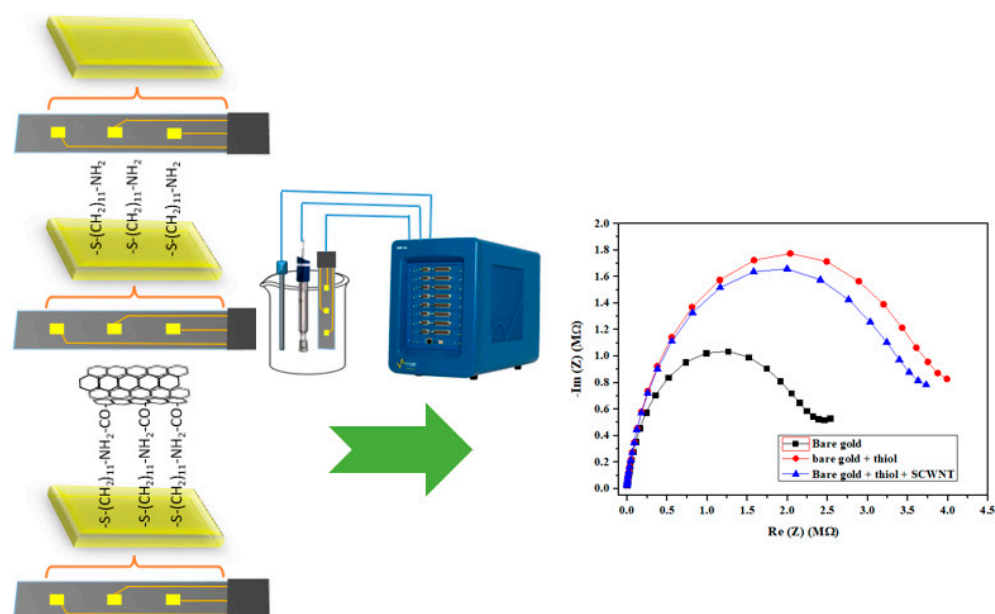 -S-(CH2)11-NH2
-S-(CH2)11-NH2
-S-(CH2)11-NH2
-S-(CH2)11-NH2-CO
-S-(CH2)11-NH2-CO
-S-(CH2)11-NH2-CO
2.0
1.8
1.6
1.4
1.2
1.0
0.8
0.6
0.4
0.2
0.0
-Im (Z) (MΩ)
Bare gold
bare gold + thiol
Bare gold + thiol + SCWNT
0.0 0.5 1.0 1.5 2.0 2.5 3.0 3.5 4.0 4.5
Re (Z) (MΩ)